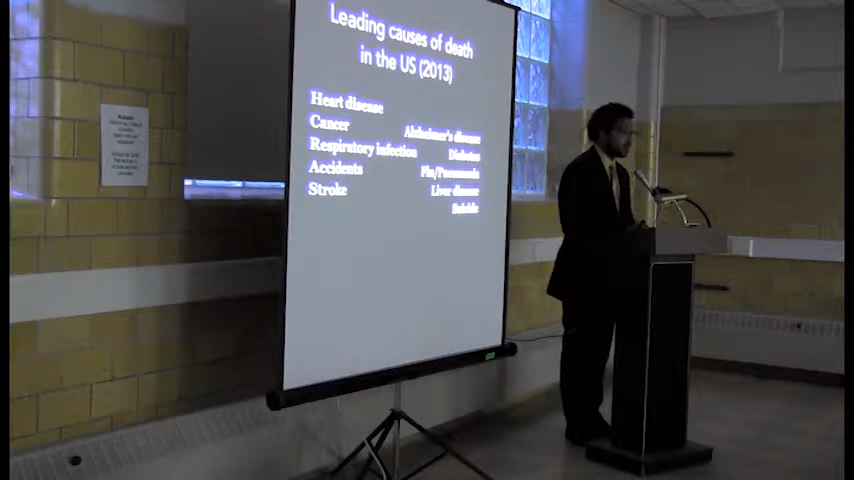 Leading causes of death
in the US (2013)
Heart disease
Cancer
Respiratory infection
Accidents
Stroke
Alzheimer's disease
Diabetes
Flu/Pneumonia
Liver disease
Suicide
PLEASE